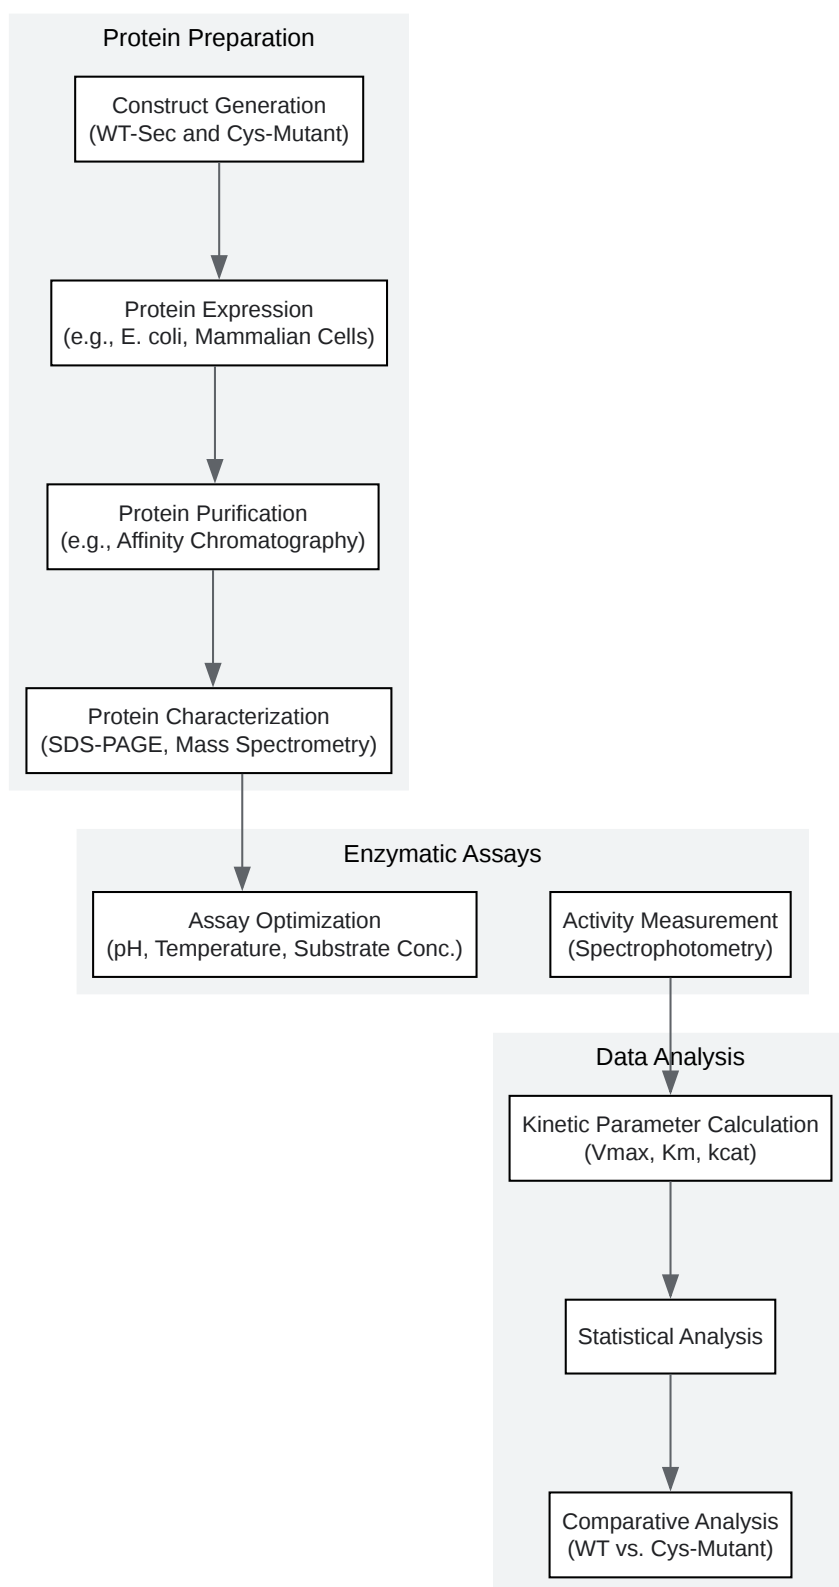 Protein Preparation
Construct Generation
(WT-Sec and Cys-Mutant)
Protein Expression
(e.g., E. coli, Mammalian Cells)
Protein Purification
(e.g., Affinity Chromatography)
Protein Characterization
(SDS-PAGE, Mass Spectrometry)
Enzymatic Assays
Assay Optimization
(pH, Temperature, Substrate Conc.)
Activity Measurement
(Spectrophotometry)
Data Analysis
Kinetic Parameter Calculation
(Vmax, Km, kcat)
Statistical Analysis
Comparative Analysis
(WT vs. Cys-Mutant)